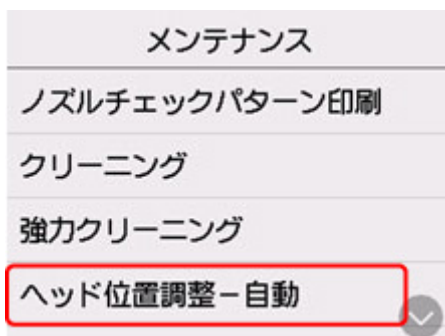 メンテナンス
ノズルチェックパターン印刷
クリーニング
強力クリーニング
ヘッド位置調整－自動